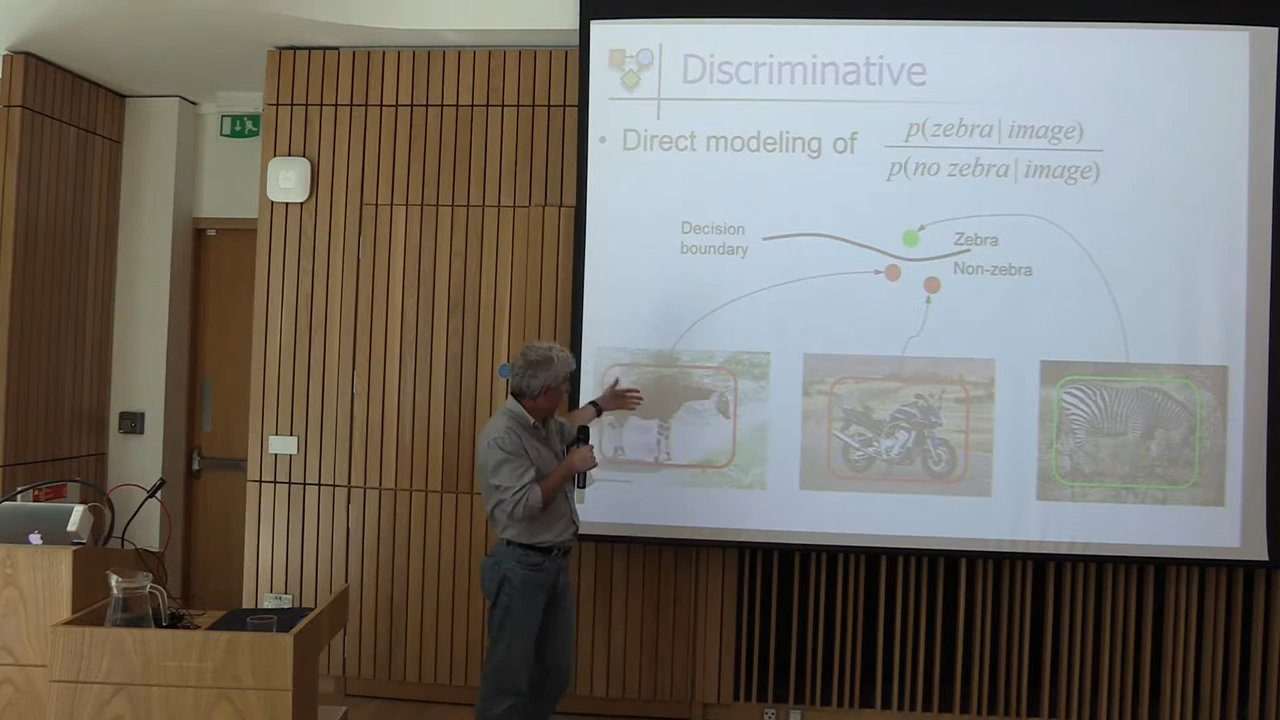 Discriminative
• Direct modeling of
p(zebra | image)
p(no zebra | image)
Decision
boundary
Zebra
Non-zebra